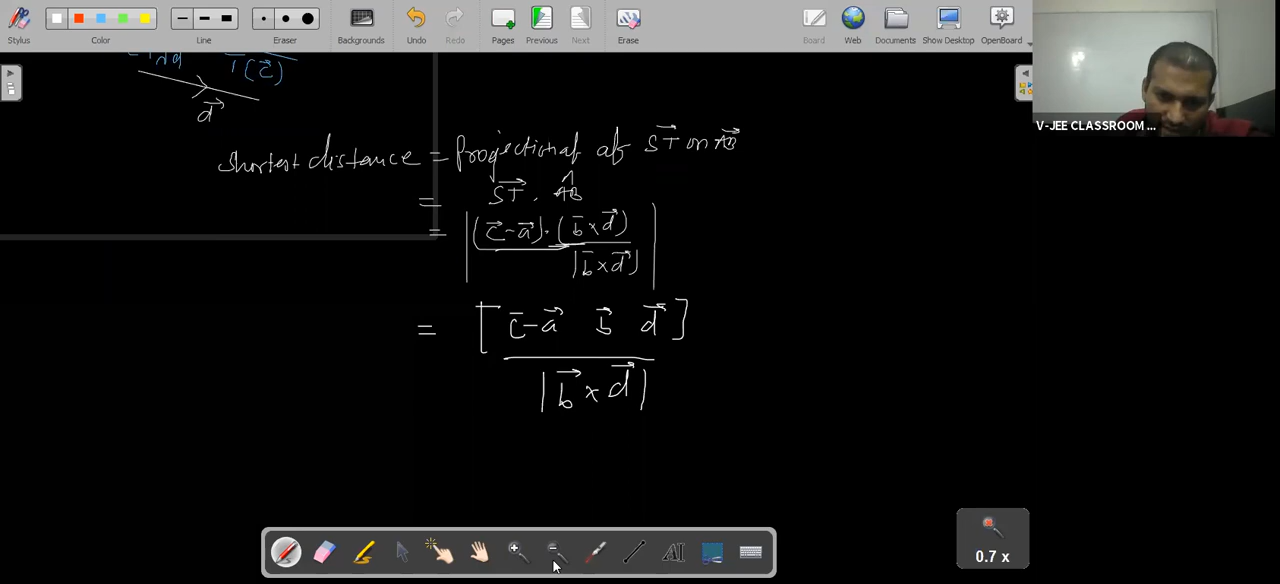 Stylus Color Line Eraser Backgrounds Undo Redo Pages Previous Next Erase Board Web Documents Show Desktop OpenBoard
V-JEE CLASSROOM ...
T(c⃗)
d⃗
Shortest distance = Projectional of ST⃗ on AB⃗
= ST⃗ . AB̂
= |(c⃗-a⃗).(b̄×d⃗)
|b̄×d⃗||
= [c̄-a⃗ b⃗ d⃗]
|b⃗×d⃗|
0.7 x